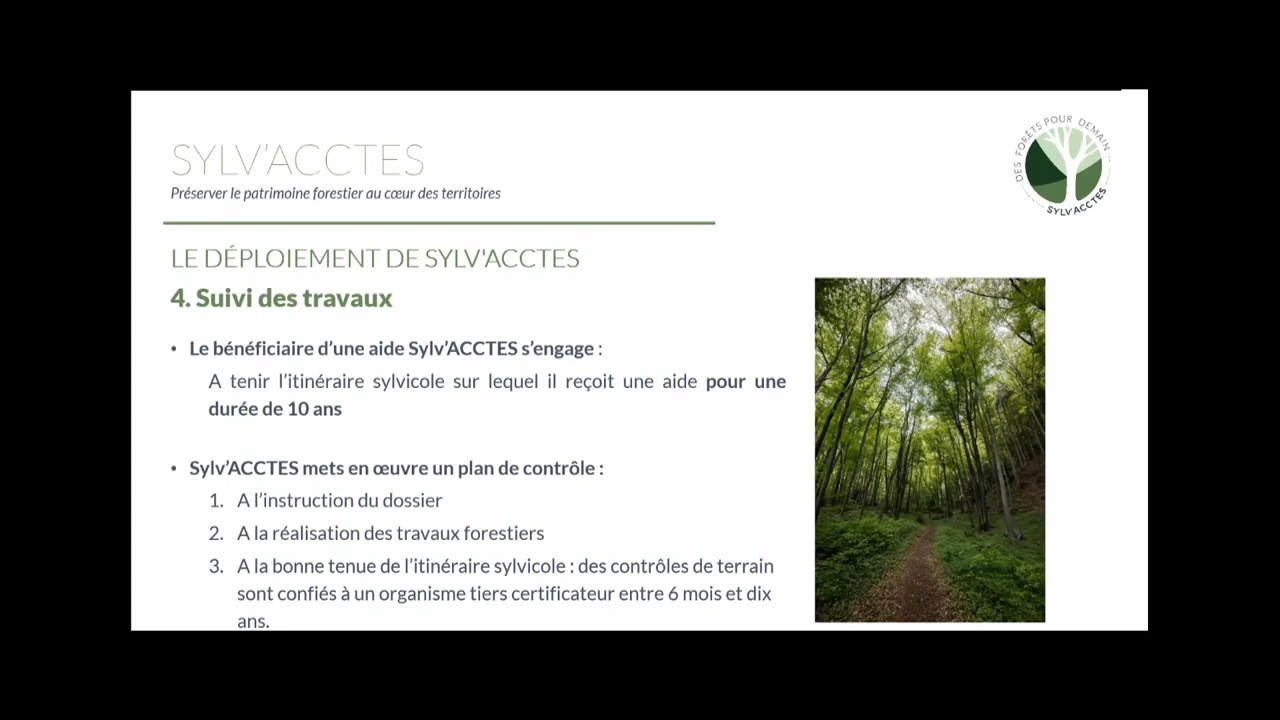 SYLV'ACCTES
Préserver le patrimoine forestier au cœur des territoires
DES FORÊTS POUR DEMAIN
SYLV'ACCTES
LE DÉPLOIEMENT DE SYLV'ACCTES
4. Suivi des travaux
• Le bénéficiaire d'une aide Sylv'ACCTES s'engage :
A tenir l'itinéraire sylvicole sur lequel il reçoit une aide pour une
durée de 10 ans
• Sylv'ACCTES mets en œuvre un plan de contrôle :
1. A l'instruction du dossier
2. A la réalisation des travaux forestiers
3. A la bonne tenue de l'itinéraire sylvicole : des contrôles de terrain
sont confiés à un organisme tiers certificateur entre 6 mois et dix
ans.